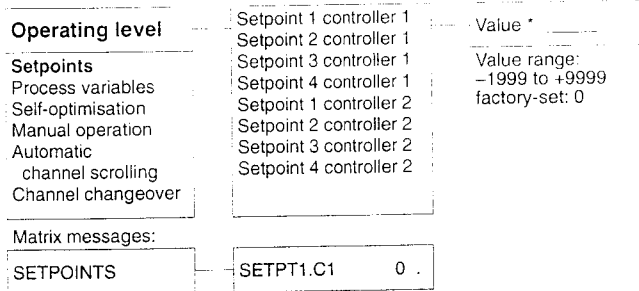 Operating level
Setpoints
Process variables
Self-optimisation
Manual operation
Automatic
channel scrolling
Channel changeover
Setpoint 1 controller 1
Setpoint 2 controller 1
Setpoint 3 controller 1
Setpoint 4 controller 1
Setpoint 1 controller 2
Setpoint 2 controller 2
Setpoint 3 controller 2
Setpoint 4 controller 2
Value * _____
Value range:
–1999 to +9999
factory-set: 0
Matrix messages:
SETPOINTS
SETPT1.C1 0 .